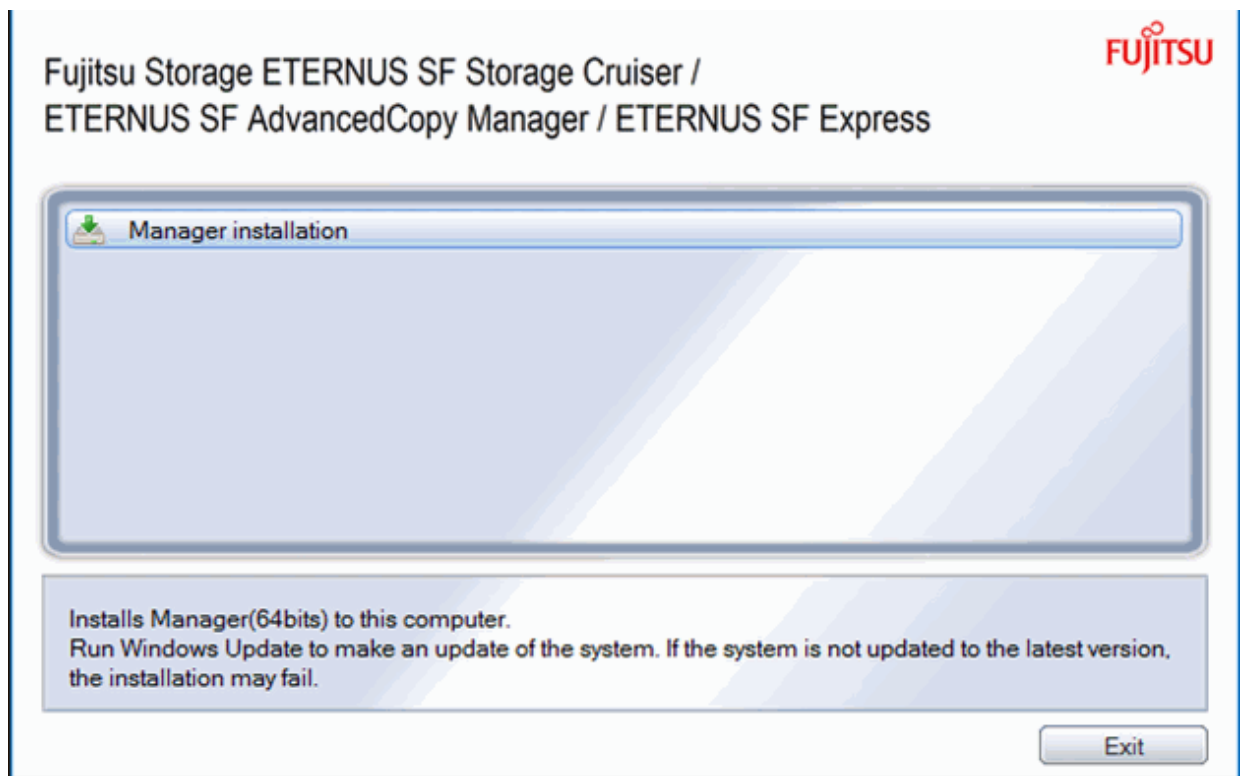 FUJITSU
Fujitsu Storage ETERNUS SF Storage Cruiser /
ETERNUS SF AdvancedCopy Manager / ETERNUS SF Express
Manager installation
Installs Manager(64bits) to this computer.
Run Windows Update to make an update of the system. If the system is not updated to the latest version,
the installation may fail.
Exit